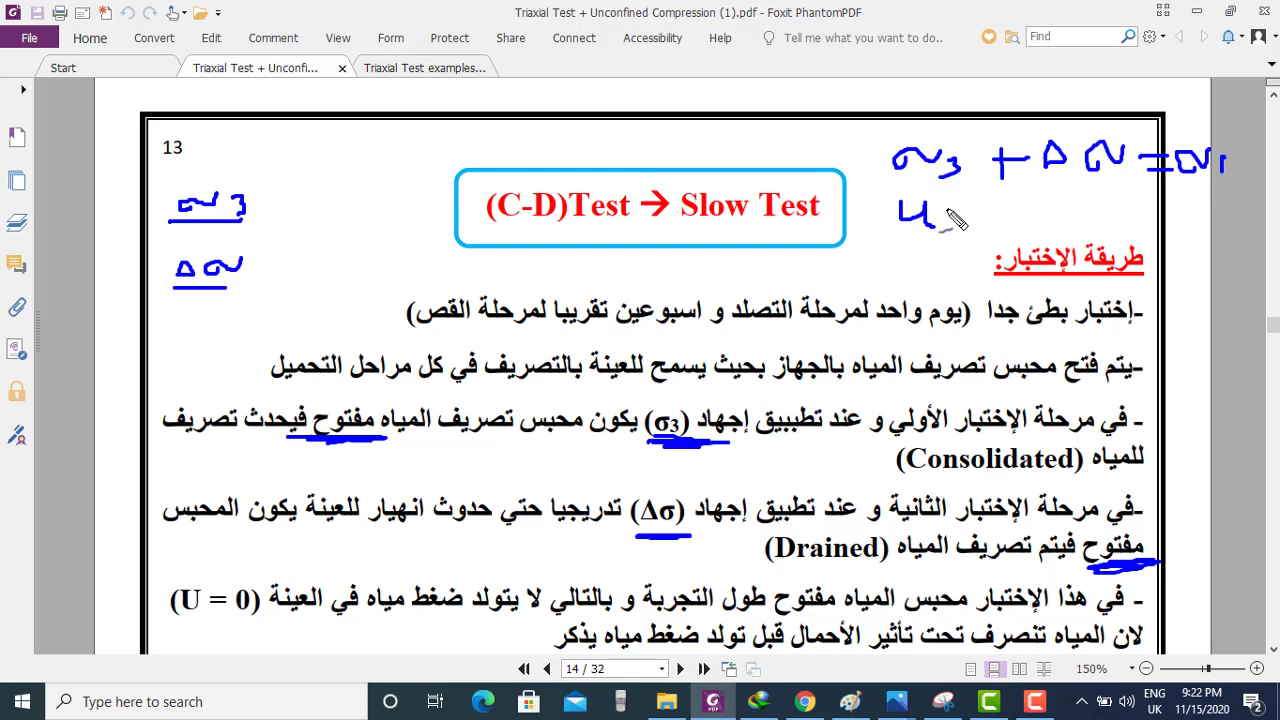 Triaxial Test + Unconfined Compression (1).pdf - Foxit PhantomPDF
File Home Convert Edit Organize Comment View Form Protect Share Connect Accessibility Help Tell me what you want to do.. Find
Start Triaxial Test + Unconfi... Triaxial Test examples...
13
σ3 + Δ σ = σ1
σ3
(C-D)Test → Slow Test
U
Δσ
طريقة الإختبار:
-إختبار بطئ جدا (يوم واحد لمرحلة التصلد و اسبوعين تقريبا لمرحلة القص)
-يتم فتح محبس تصريف المياه بالجهاز بحيث يسمح للعينة بالتصريف في كل مراحل التحميل
- في مرحلة الإختبار الأولي و عند تطبييق إجهاد (σ3) يكون محبس تصريف المياه مفتوح فيحدث تصريف
للمياه (Consolidated)
-في مرحلة الإختبار الثانية و عند تطبيق إجهاد (Δσ) تدريجيا حتي حدوث انهيار للعينة يكون المحبس
مفتوح فيتم تصريف المياه (Drained)
- في هذا الإختبار محبس المياه مفتوح طول التجربة و بالتالي لا يتولد ضغط مياه في العينة (U = 0)
لان المياه تنصرف تحت تأثير الأحمال قبل تولد ضغط مياه يذكر
14 / 32 150%
Type here to search ENG 9:22 PM
UK 11/15/2020 2